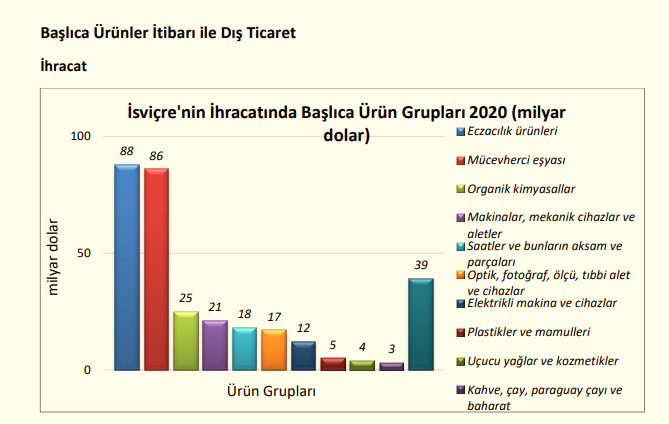 Başlıca Ürünler İtibarı ile Dış Ticaret
İhracat
İsviçre'nin İhracatında Başlıca Ürün Grupları 2020 (milyar
dolar)
100
50
0
milyar dolar
88
86
25
21
18
17
12
5
4
3
39
Ürün Grupları
Eczacılık ürünleri
Mücevherci eşyası
Organik kimyasallar
Makinalar, mekanik cihazlar ve
aletler
Saatler ve bunların aksam ve
parçaları
Optik, fotoğraf, ölçü, tıbbi alet
ve cihazlar
Elektrikli makina ve cihazlar
Plastikler ve mamulleri
Uçucu yağlar ve kozmetikler
Kahve, çay, paraguay çayı ve
baharat